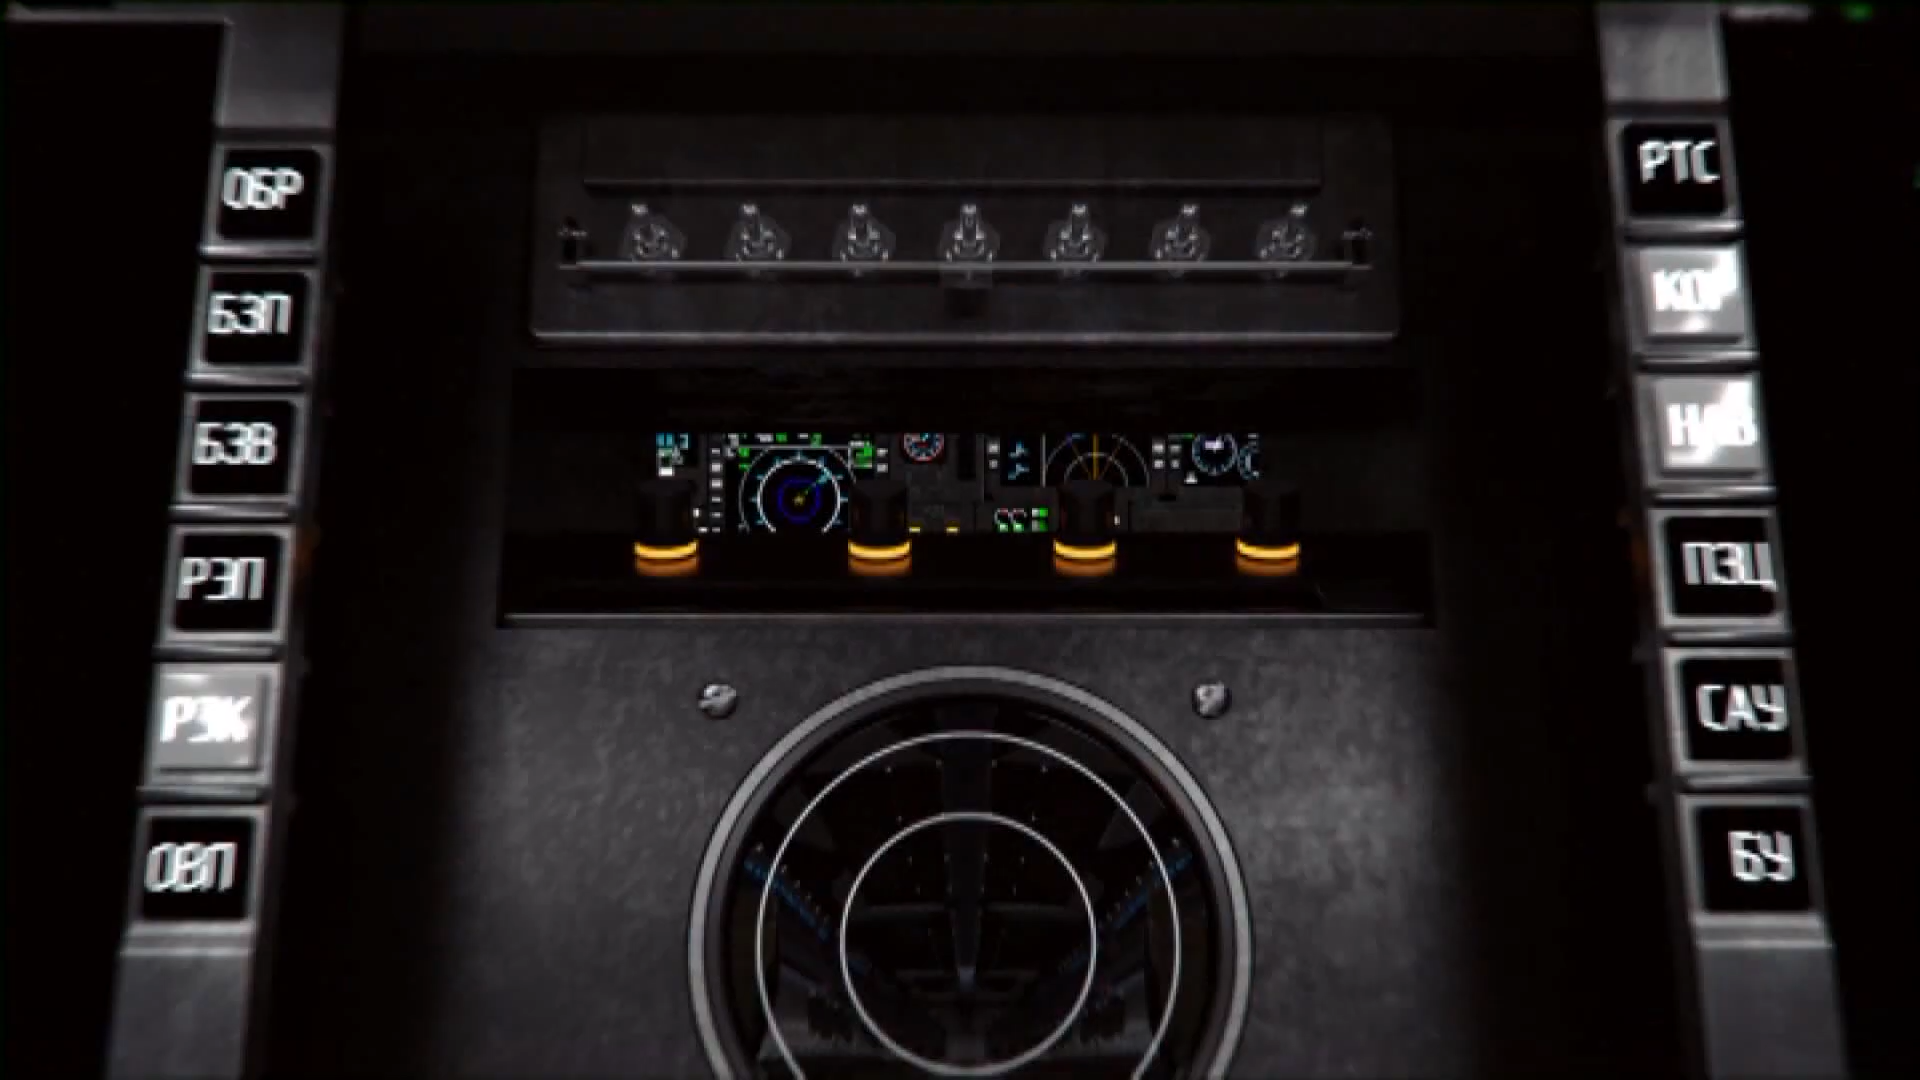 ОБР
БЗП
БЗВ
РЭП
РЭК
ОВП
РТС
КОР
НАВ
ПЗЦ
САУ
БУ